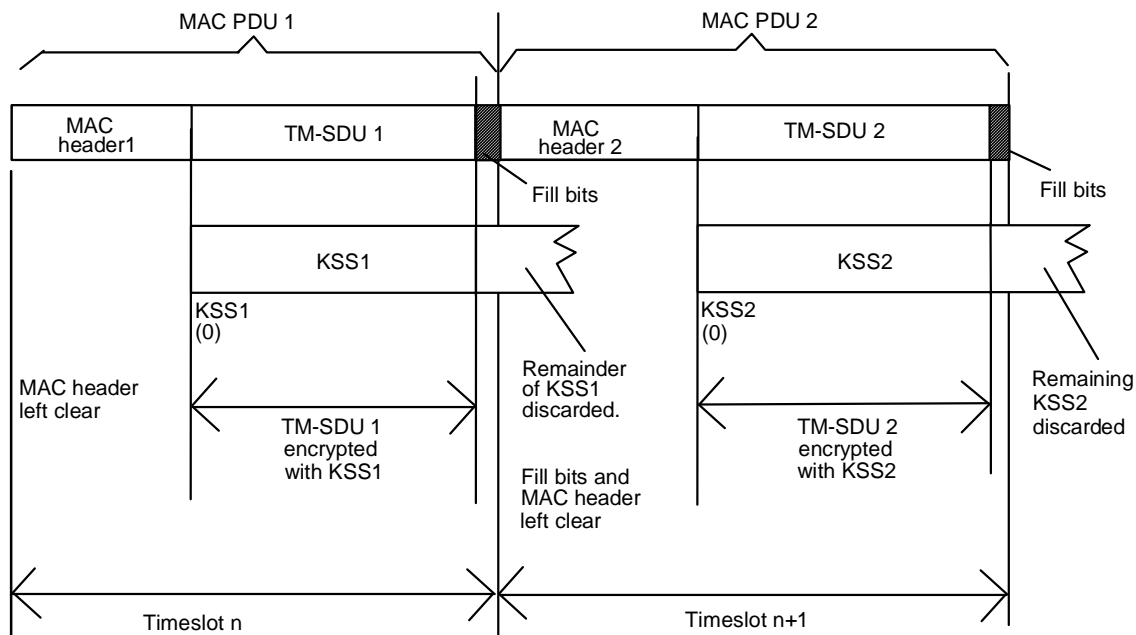 MAC PDU 1
MAC PDU 2
MAC
header1
TM-SDU 1
MAC
header 2
TM-SDU 2
Fill bits
Fill bits
KSS1
KSS2
KSS1
(0)
KSS2
(0)
MAC header
left clear
Remainder
of KSS1
discarded.
Remaining
KSS2
discarded
TM-SDU 1
encrypted
with KSS1
TM-SDU 2
encrypted
with KSS2
Fill bits and
MAC header
left clear
Timeslot n
Timeslot n+1